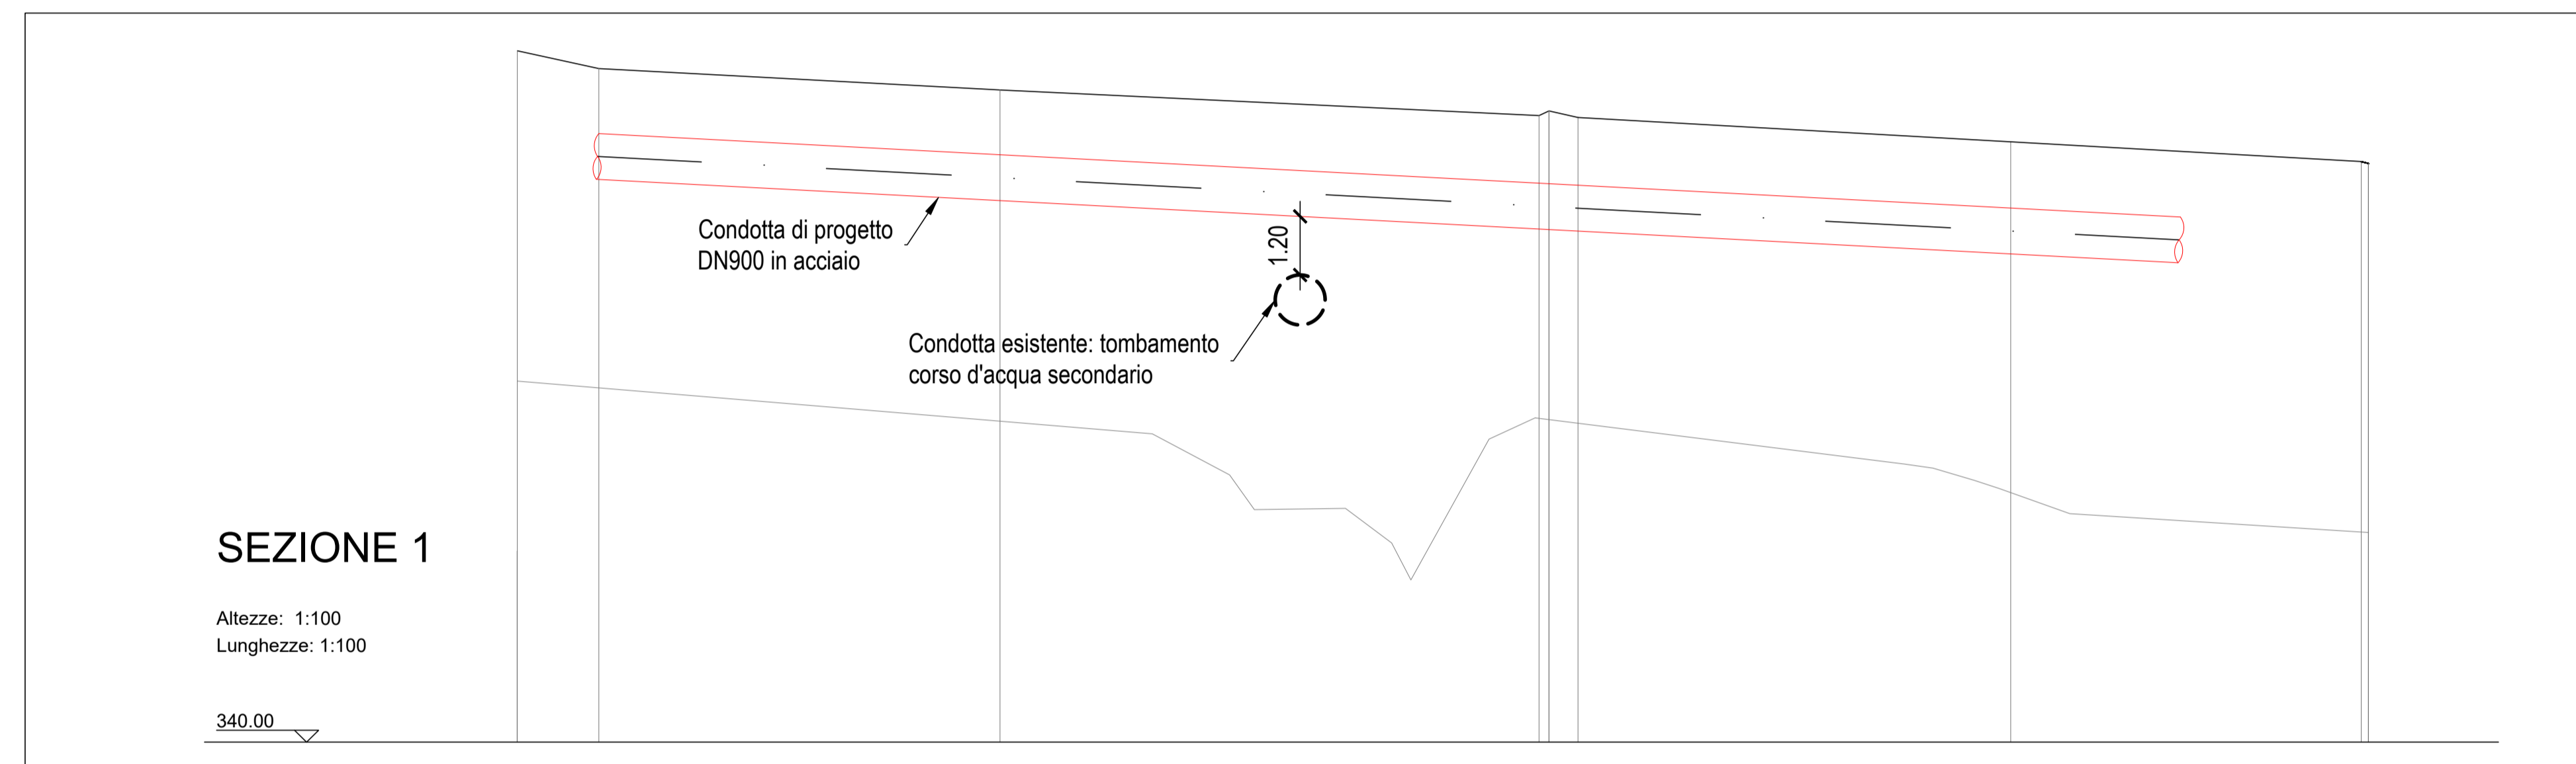 Condotta di progetto
DN900 in acciaio
1.20
Condotta esistente: tombamento
corso d'acqua secondario
SEZIONE 1
Altezze: 1:100
Lunghezze: 1:100
340.00